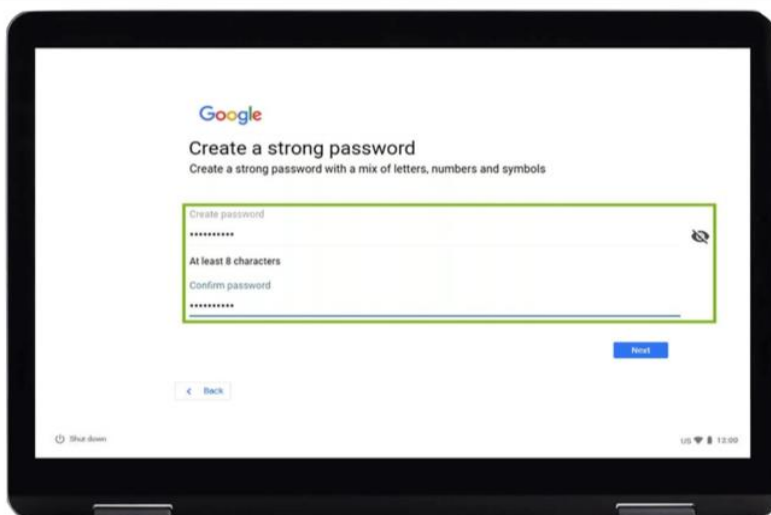 Google
Create a strong password
Create a strong password with a mix of letters, numbers and symbols
Create password
••••••••••
At least 8 characters
Confirm password
••••••••••
Next
Back
Shut down
US 12:00